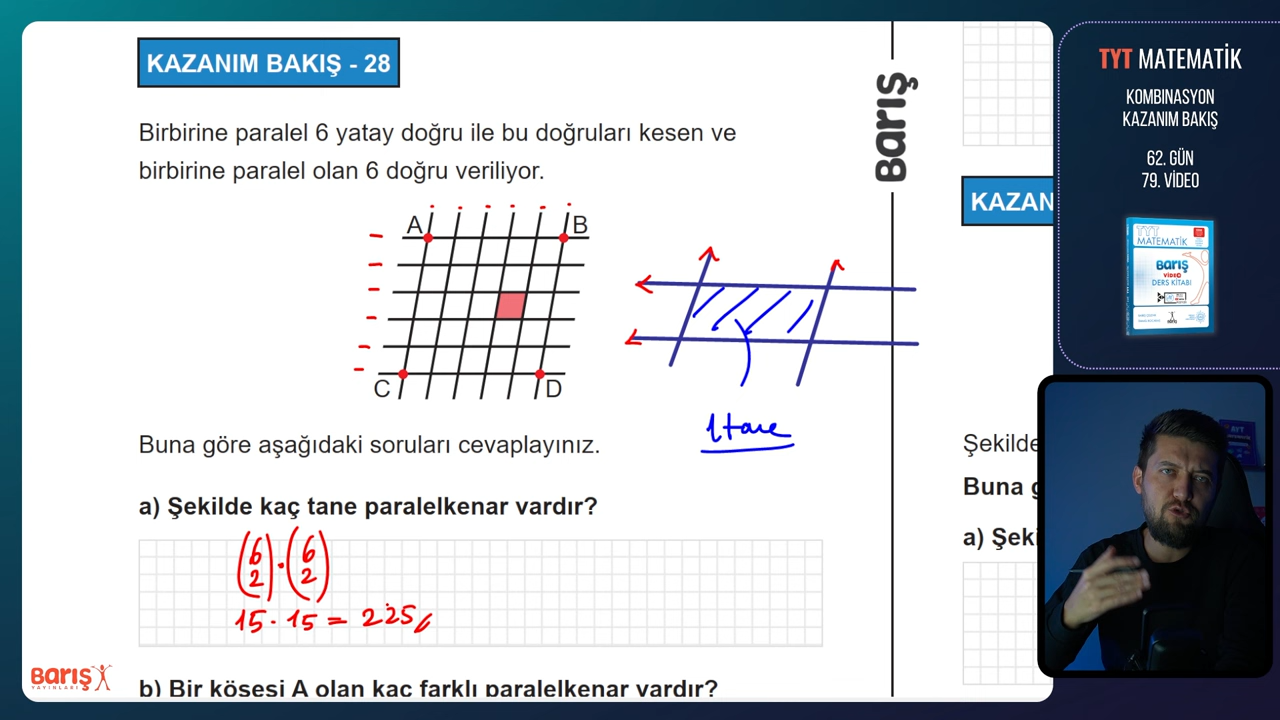 KAZANIM BAKIŞ - 28
Birbirine paralel 6 yatay doğru ile bu doğruları kesen ve
birbirine paralel olan 6 doğru veriliyor.
A
B
C
D
1 tane
Buna göre aşağıdaki soruları cevaplayınız.
a) Şekilde kaç tane paralelkenar vardır?
(6 2) · (6 2)
15 · 15 = 225
b) Bir köşesi A olan kaç farklı paralelkenar vardır?
Barış
YAYINLARI
Barış
KAZAN
Şekilde
Buna g
a) Şeki
TYT MATEMATİK
KOMBINASYON
KAZANIM BAKIŞ
62. GÜN
79. VİDEO
TYT
MATEMATİK
Barış
VİDEO
DERS KİTABI